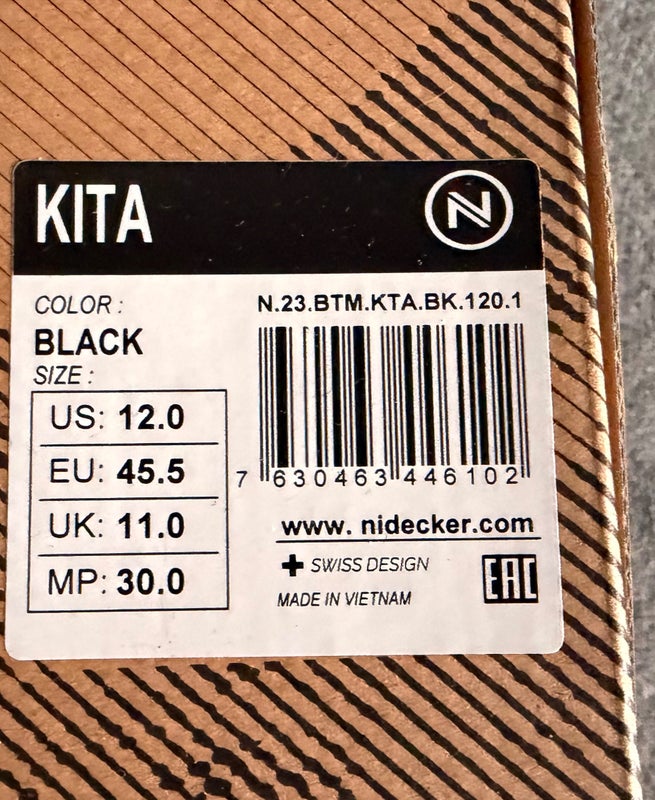 KITA
N
COLOR :
BLACK
SIZE :
US: 12.0
EU: 45.5
UK: 11.0
MP: 30.0
N.23.BTM.KTA.BK.120.1
7 630463 446102
www. nidecker.com
+ SWISS DESIGN
MADE IN VIETNAM
EAC